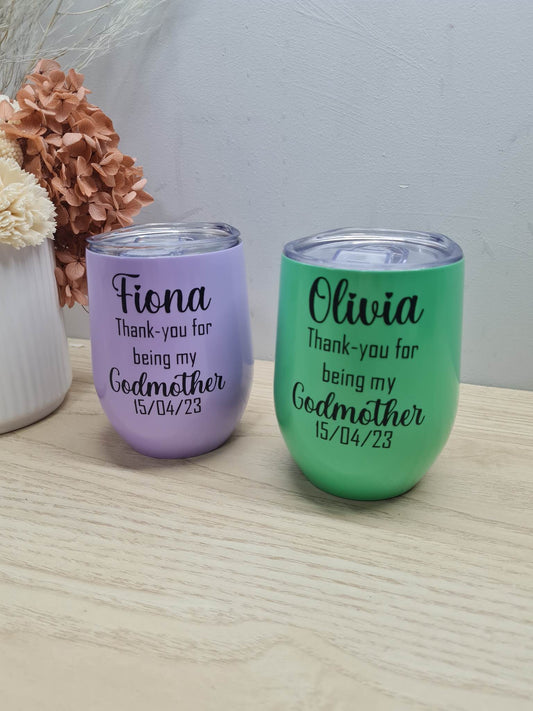 Fiona
Thank-you for
being my
Godmother
15/04/23
Olivia
Thank-you for
being my
Godmother
15/04/23